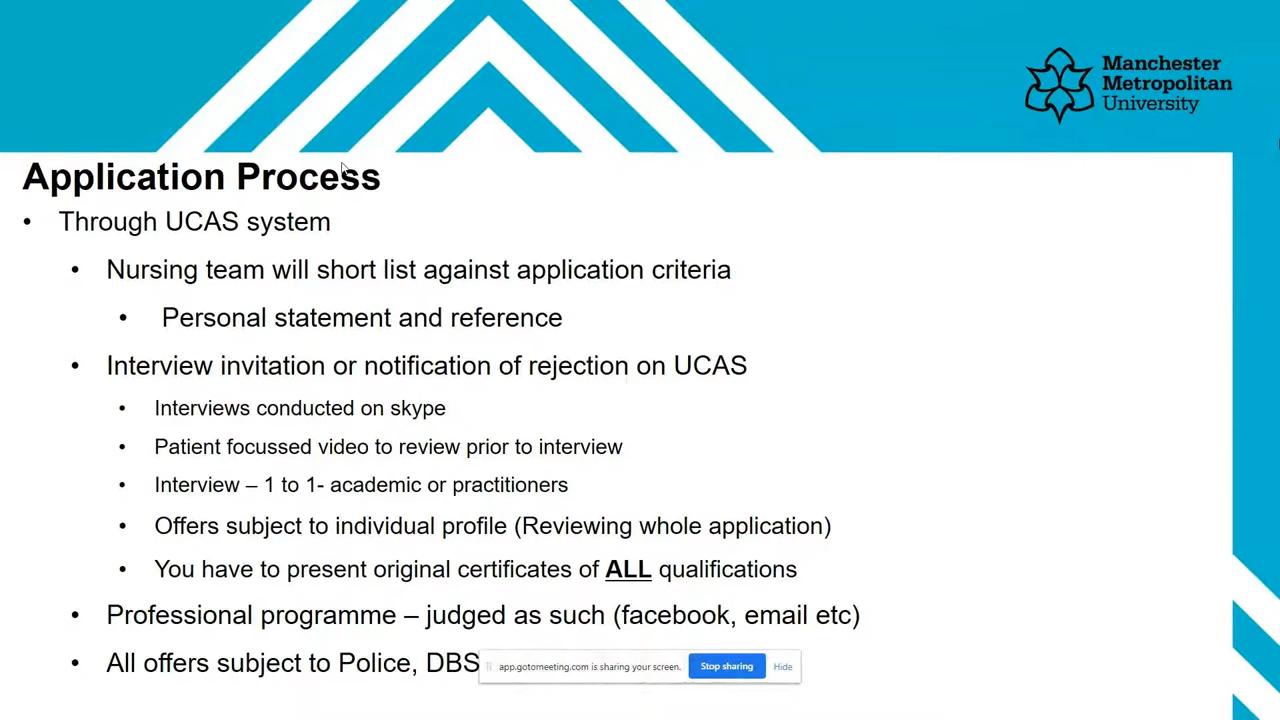 Manchester
Metropolitan
University
Application Process
• Through UCAS system
• Nursing team will short list against application criteria
• Personal statement and reference
• Interview invitation or notification of rejection on UCAS
• Interviews conducted on skype
• Patient focussed video to review prior to interview
• Interview – 1 to 1- academic or practitioners
• Offers subject to individual profile (Reviewing whole application)
• You have to present original certificates of ALL qualifications
• Professional programme – judged as such (facebook, email etc)
• All offers subject to Police, DBS
app.gotomeeting.com is sharing your screen. Stop sharing Hide